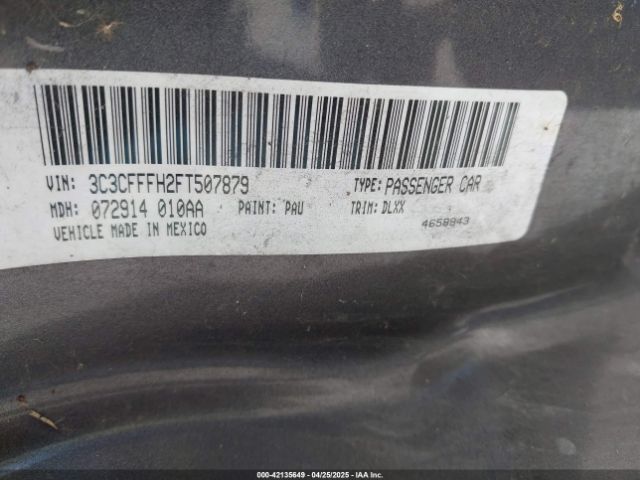 VIN: 3C3CFFFH2FT507879 TYPE: PASSENGER CAR
MDH: 072914 010AA PAINT: PAU TRIM: DLXX
VEHICLE MADE IN MEXICO 4658943
000-42135649 | 04/25/2025 - IAA Inc.